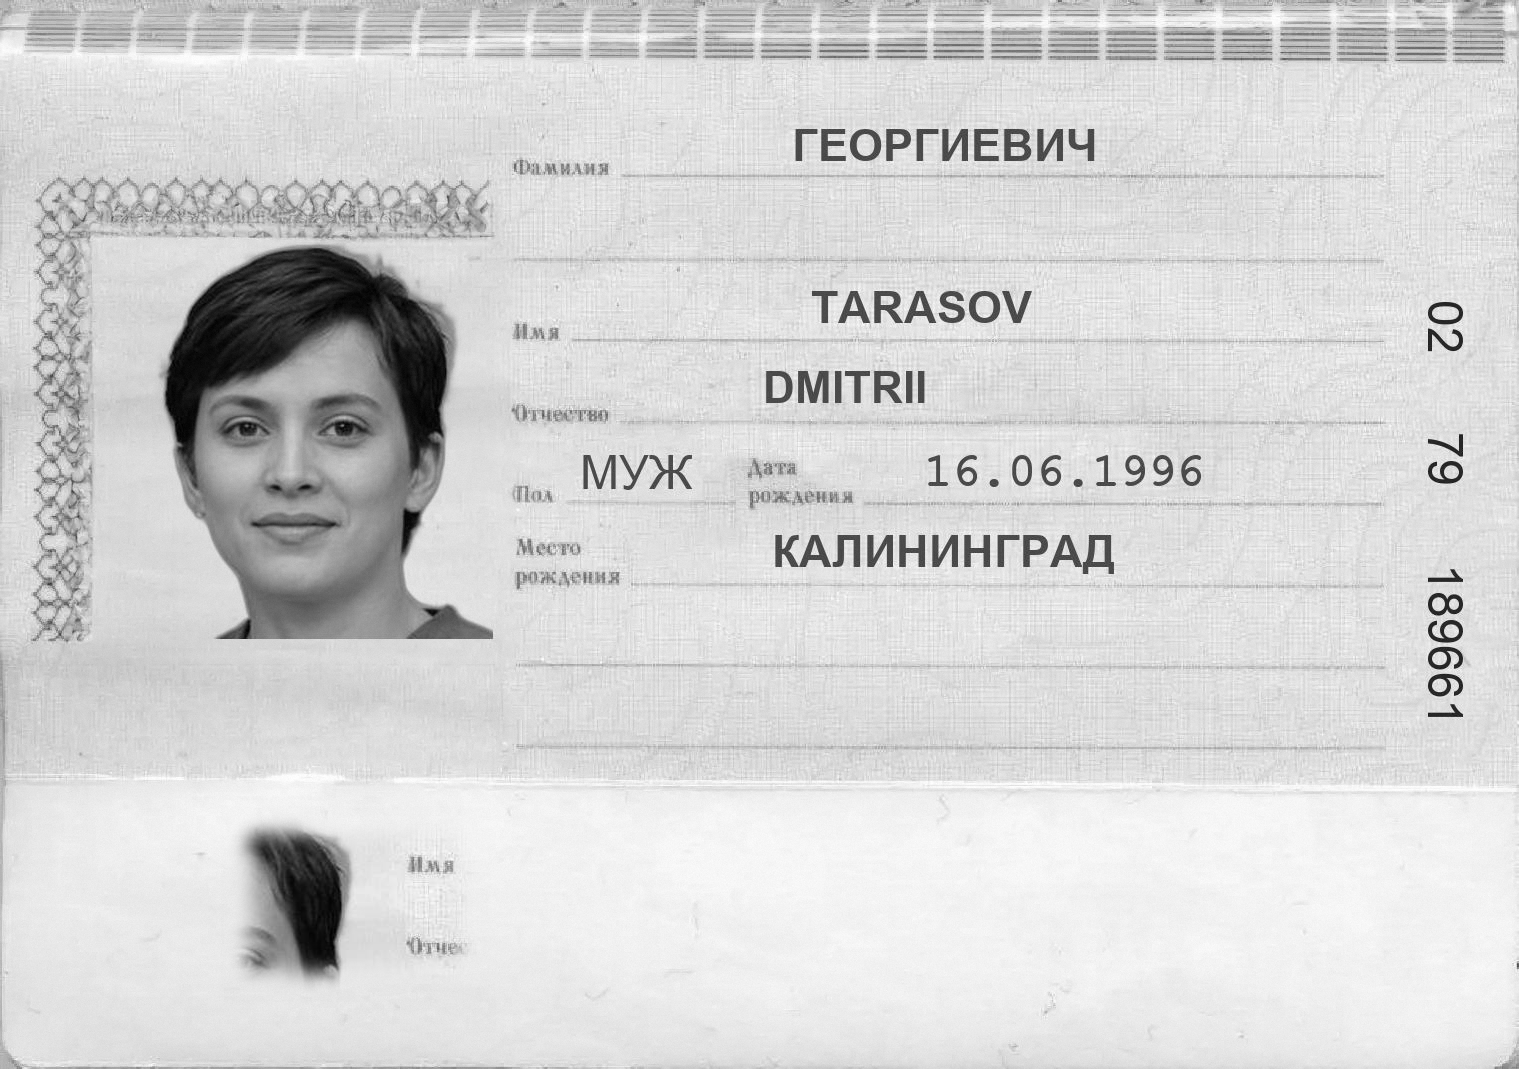 Фамилия ГЕОРГИЕВИЧ
Имя TARASOV
Отчество DMITRII
Пол МУЖ Дата рождения 16.06.1996
Место рождения КАЛИНИНГРАД
02 79 189661
Имя
Отчес